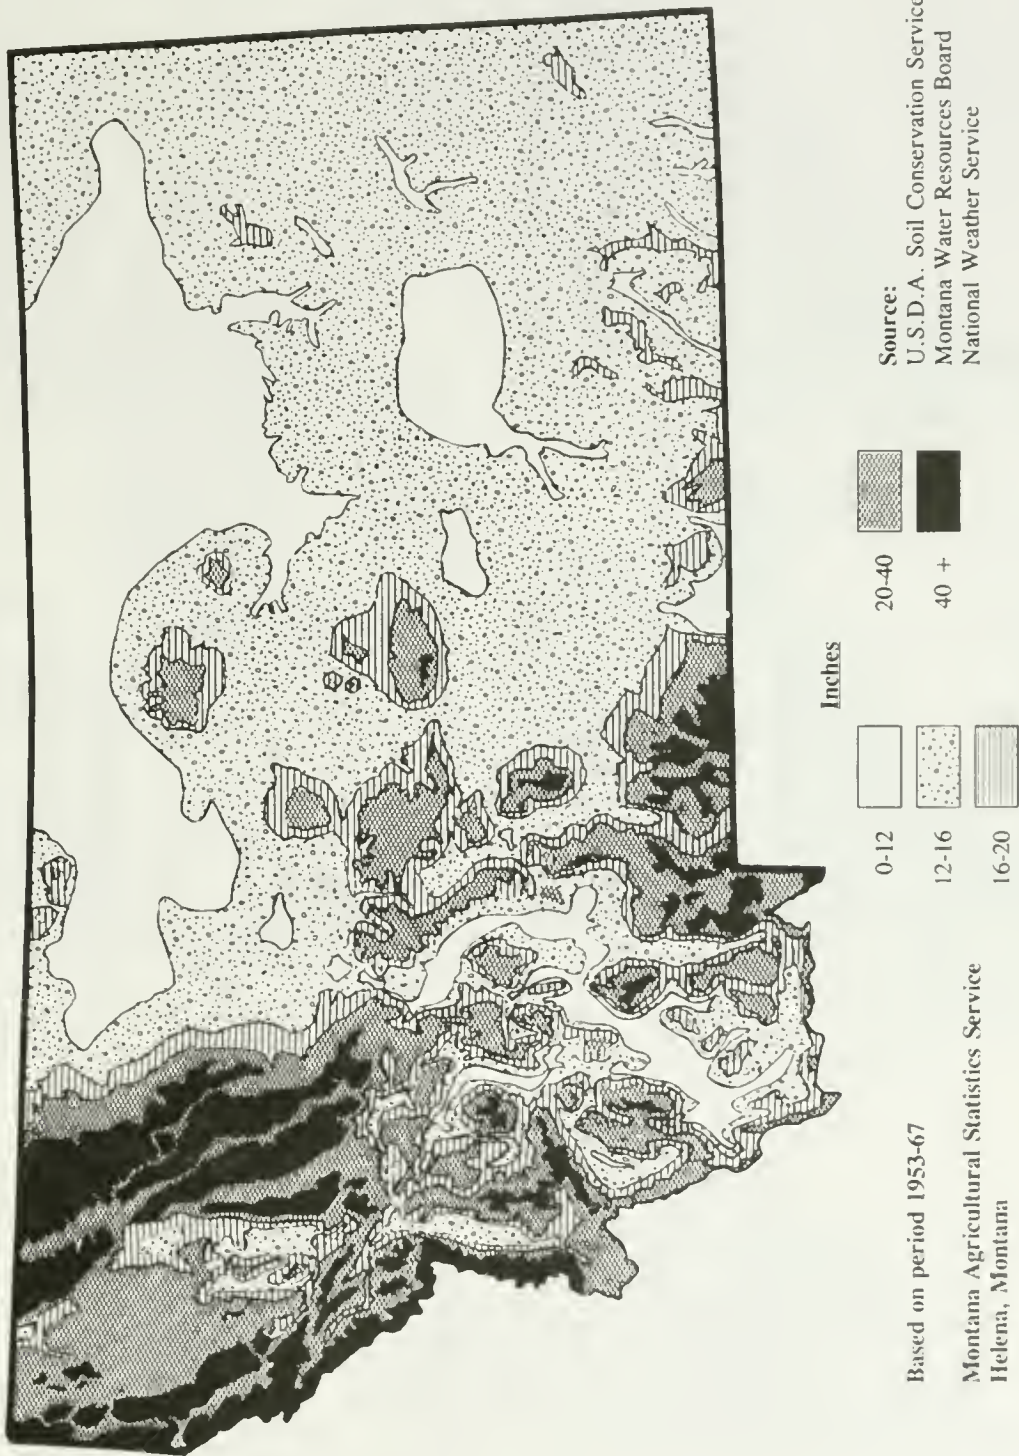 Inches
0-12
12-16
16-20
20-40
40 +
Based on period 1953-67
Montana Agricultural Statistics Service
Helena, Montana
Source:
U.S.D.A. Soil Conservation Service
Montana Water Resources Board
National Weather Service